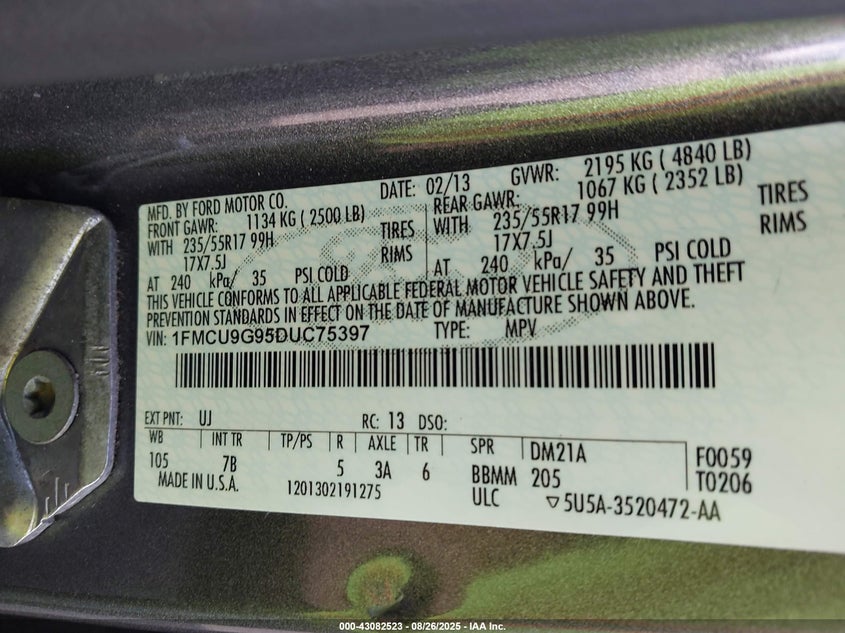 MFD. BY FORD MOTOR CO. DATE: 02/13 GVWR: 2195 KG ( 4840 LB)
FRONT GAWR: 1134 KG ( 2500 LB) REAR GAWR: 1067 KG ( 2352 LB)
WITH 235/55R17 99H TIRES WITH 235/55R17 99H TIRES
17X7.5J RIMS 17X7.5J RIMS
AT 240 kPa/ 35 PSI COLD AT 240 kPa/ 35 PSI COLD
THIS VEHICLE CONFORMS TO ALL APPLICABLE FEDERAL MOTOR VEHICLE SAFETY AND THEFT
PREVENTION STANDARDS IN EFFECT ON THE DATE OF MANUFACTURE SHOWN ABOVE.
VIN: 1FMCU9G95DUC75397 TYPE: MPV
EXT PNT: UJ RC: 13 DSO:
WB INT TR TP/PS R AXLE TR SPR DM21A F0059
105 7B 5 3A 6 BBMM 205 T0206
MADE IN U.S.A. 1201302191275 ULC ▽5U5A-3520472-AA
000-43082523 | 08/26/2025 - IAA Inc.